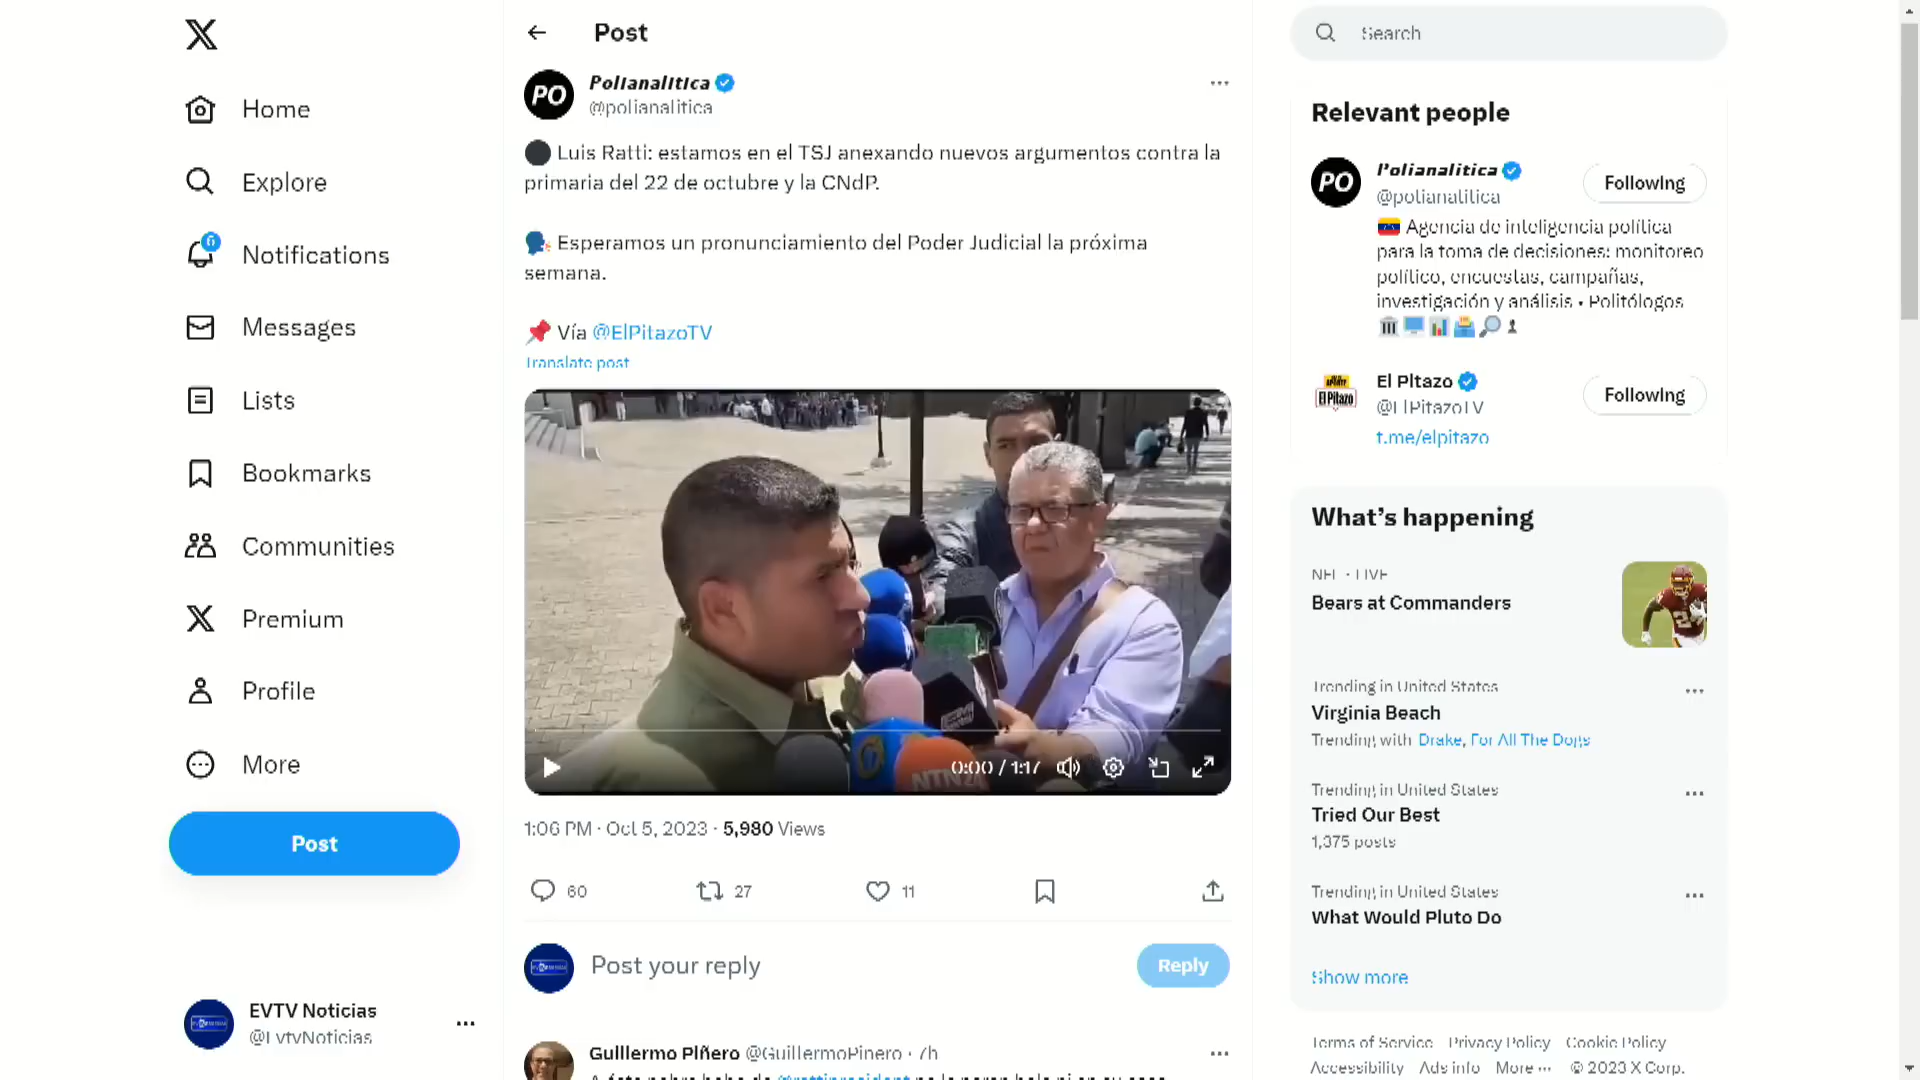 Post
Search
Home
Explore
6
Notifications
Messages
Lists
Bookmarks
Communities
Premium
Profile
More
Post
EVTV Noticias
@EvtvNoticias
PO
Polianalitica
@polianalitica
Luis Ratti: estamos en el TSJ anexando nuevos argumentos contra la
primaria del 22 de octubre y la CNdP.
Esperamos un pronunciamiento del Poder Judicial la próxima
semana.
Vía @ElPitazoTV
Translate post
NTN24
0:00 / 1:17
1:06 PM · Oct 5, 2023 · 5,980 Views
60
27
11
Post your reply
Reply
Guillermo Piñero @GuillermoPinero · 7h
Relevant people
PO
Polianalitica
@polianalitica
Following
Agencia de inteligencia política
para la toma de decisiones: monitoreo
político, encuestas, campañas,
investigación y análisis • Politólogos
El Pitazo
El Pitazo
@ElPitazoTV
Following
t.me/elpitazo
What's happening
NFL · LIVE
Bears at Commanders
Trending in United States
Virginia Beach
Trending with Drake, For All The Dogs
Trending in United States
Tried Our Best
1,375 posts
Trending in United States
What Would Pluto Do
Show more
Terms of Service Privacy Policy Cookie Policy
Accessibility Ads info More ··· © 2023 X Corp.